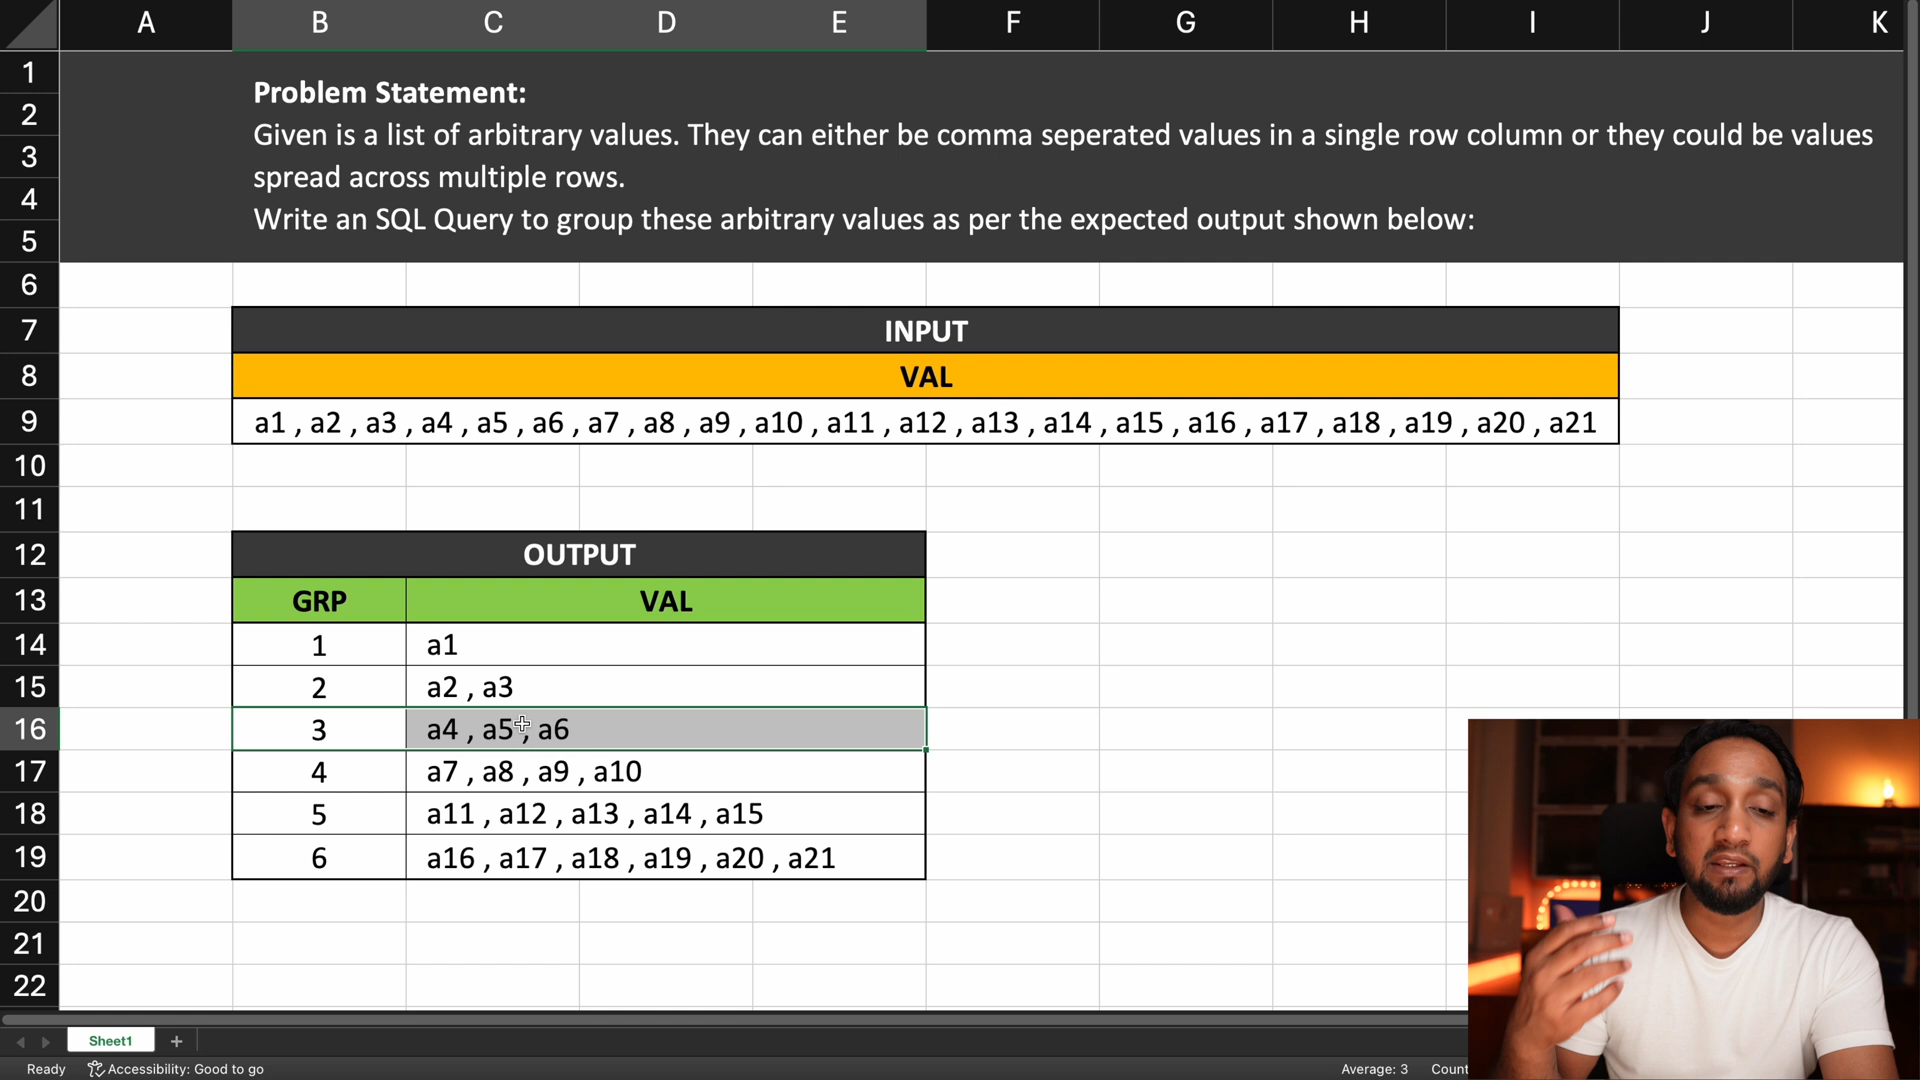 A B C D E F G H I J K
1
Problem Statement:
2
Given is a list of arbitrary values. They can either be comma seperated values in a single row column or they could be values
3
spread across multiple rows.
4
Write an SQL Query to group these arbitrary values as per the expected output shown below:
5
6
7 INPUT
8 VAL
9 a1 , a2 , a3 , a4 , a5 , a6 , a7 , a8 , a9 , a10 , a11 , a12 , a13 , a14 , a15 , a16 , a17 , a18 , a19 , a20 , a21
10
11
12 OUTPUT
13 GRP VAL
14 1 a1
15 2 a2 , a3
16 3 a4 , a5 , a6
17 4 a7 , a8 , a9 , a10
18 5 a11 , a12 , a13 , a14 , a15
19 6 a16 , a17 , a18 , a19 , a20 , a21
20
21
22
Sheet1 +
Ready Accessibility: Good to go Average: 3 Count